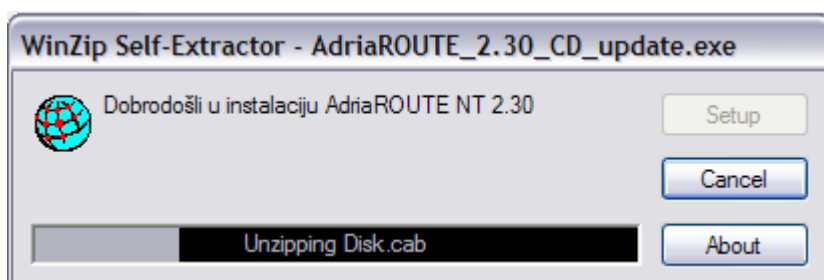 WinZip Self-Extractor - AdriaROUTE_2.30_CD_update.exe
Dobrodošli u instalaciju AdriaROUTE NT 2.30
Setup
Cancel
Unzipping Disk.cab
About